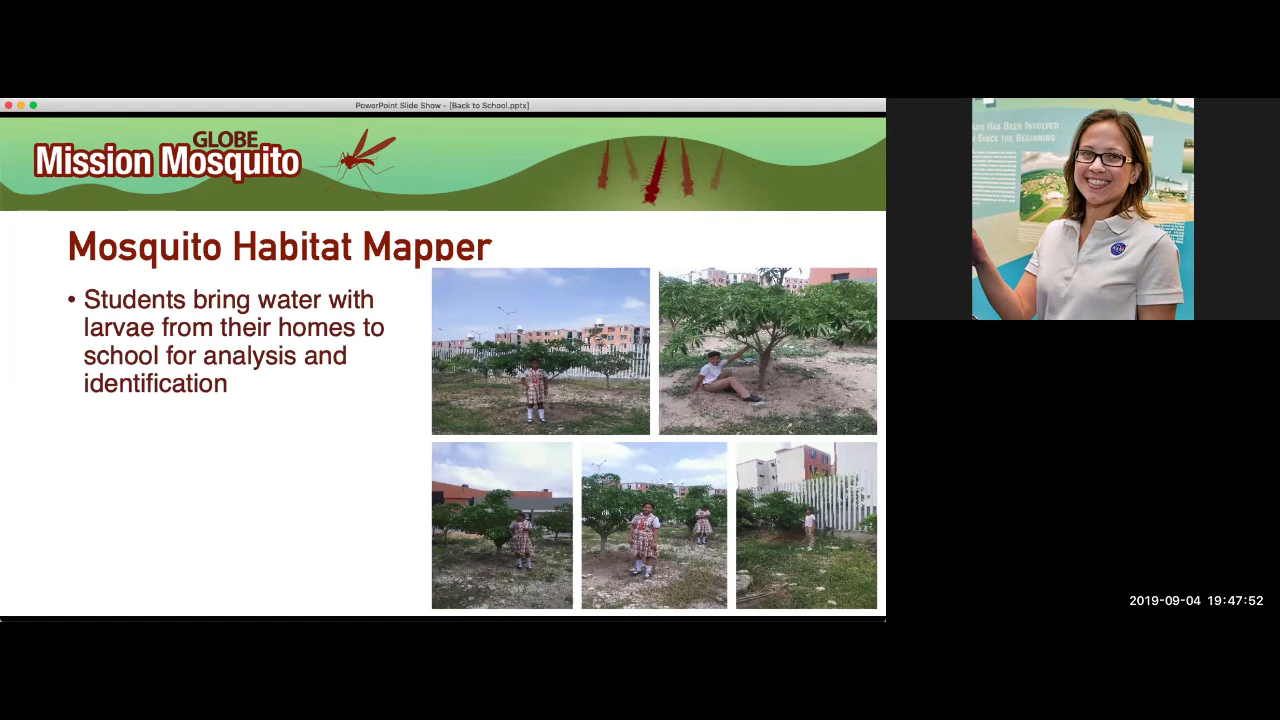 PowerPoint Slide Show - [Back to School.pptx]
GLOBE
Mission Mosquito
Mosquito Habitat Mapper
• Students bring water with
larvae from their homes to
school for analysis and
identification
HAS BEEN INVOLVED
SINCE THE BEGINNING
2019-09-04 19:47:52